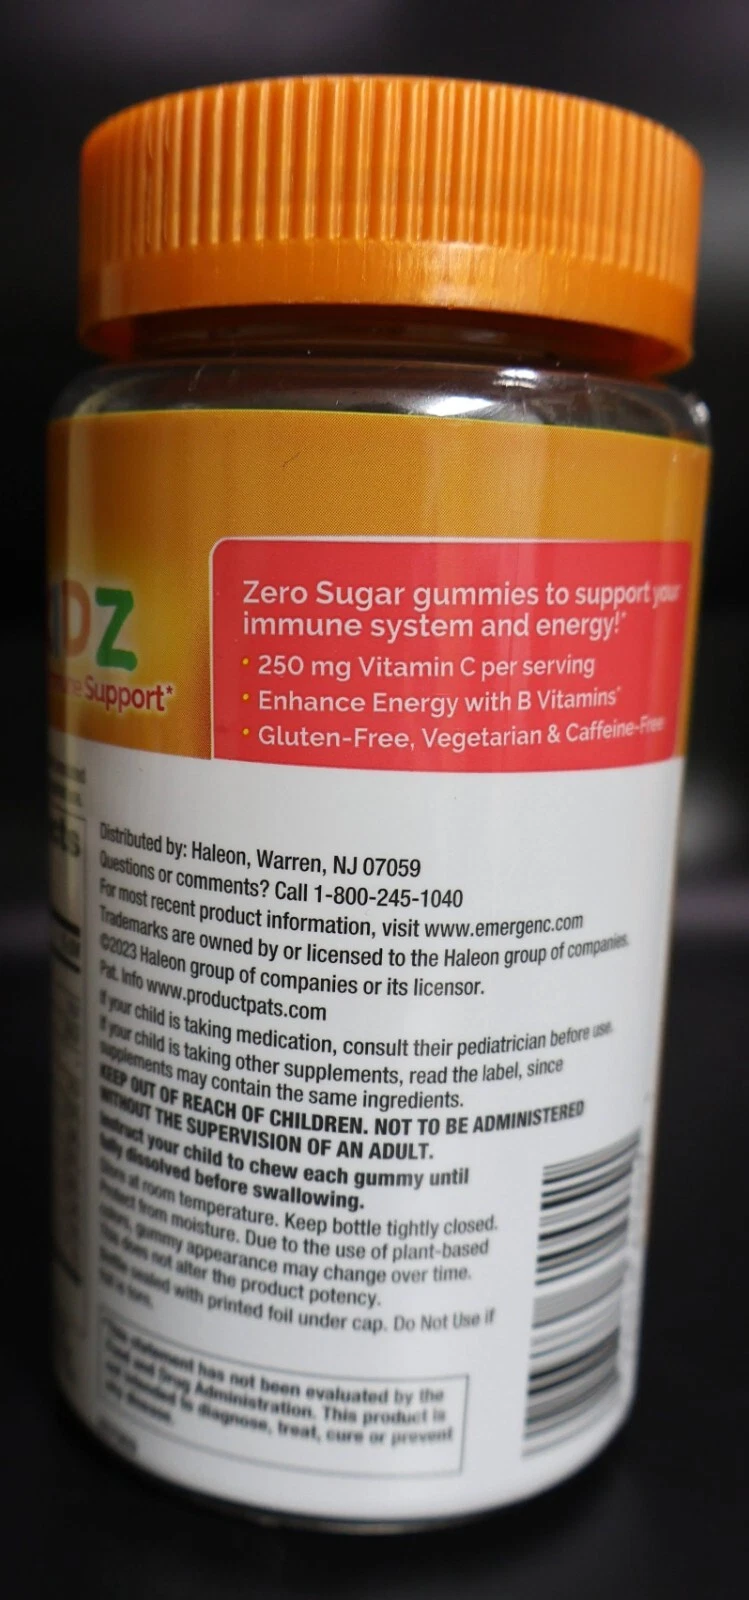 IDZ
Immune Support*
Zero Sugar gummies to support your
immune system and energy!*
• 250 mg Vitamin C per serving
• Enhance Energy with B Vitamins*
• Gluten-Free, Vegetarian & Caffeine-Free
Distributed by: Haleon, Warren, NJ 07059
Questions or comments? Call 1-800-245-1040
For most recent product information, visit www.emergenc.com
Trademarks are owned by or licensed to the Haleon group of companies.
©2023 Haleon group of companies or its licensor.
Pat. Info www.productpats.com
If your child is taking medication, consult their pediatrician before use.
If your child is taking other supplements, read the label, since
supplements may contain the same ingredients.
KEEP OUT OF REACH OF CHILDREN. NOT TO BE ADMINISTERED
WITHOUT THE SUPERVISION OF AN ADULT.
Instruct your child to chew each gummy until
fully dissolved before swallowing.
Store at room temperature. Keep bottle tightly closed.
Protect from moisture. Due to the use of plant-based
colors, gummy appearance may change over time.
This does not alter the product potency.
Bottle sealed with printed foil under cap. Do Not Use if
foil is torn.
This statement has not been evaluated by the
Food and Drug Administration. This product is
not intended to diagnose, treat, cure or prevent
any disease.